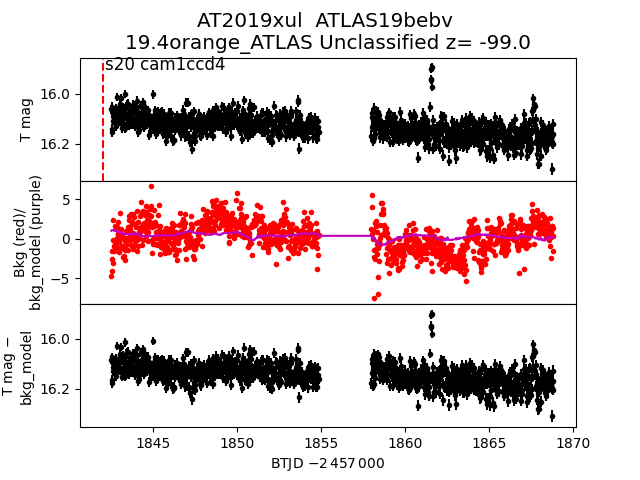 AT2019xul  ATLAS19bebv
19.4orange_ATLAS Unclassified z= -99.0
s20 cam1ccd4
T mag
16.0
16.2
Bkg (red)/
bkg_model (purple)
5
0
−5
T mag −
bkg_model
16.0
16.2
1845
1850
1855
1860
1865
1870
BTJD −2 457 000